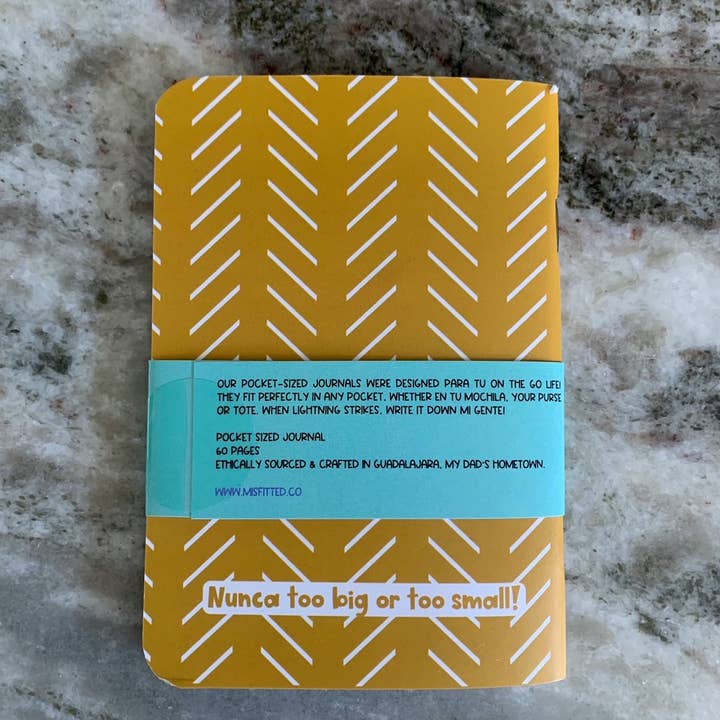 OUR POCKET-SIZED JOURNALS WERE DESIGNED PARA TU ON THE GO LIFE!
THEY FIT PERFECTLY IN ANY POCKET, WHETHER EN TU MOCHILA, YOUR PURSE
OR TOTE. WHEN LIGHTNING STRIKES, WRITE IT DOWN MI GENTE!
POCKET SIZED JOURNAL
60 PAGES
ETHICALLY SOURCED & CRAFTED IN GUADALAJARA, MY DAD'S HOMETOWN.
WWW.MISFITTED.CO
Nunca too big or too small!